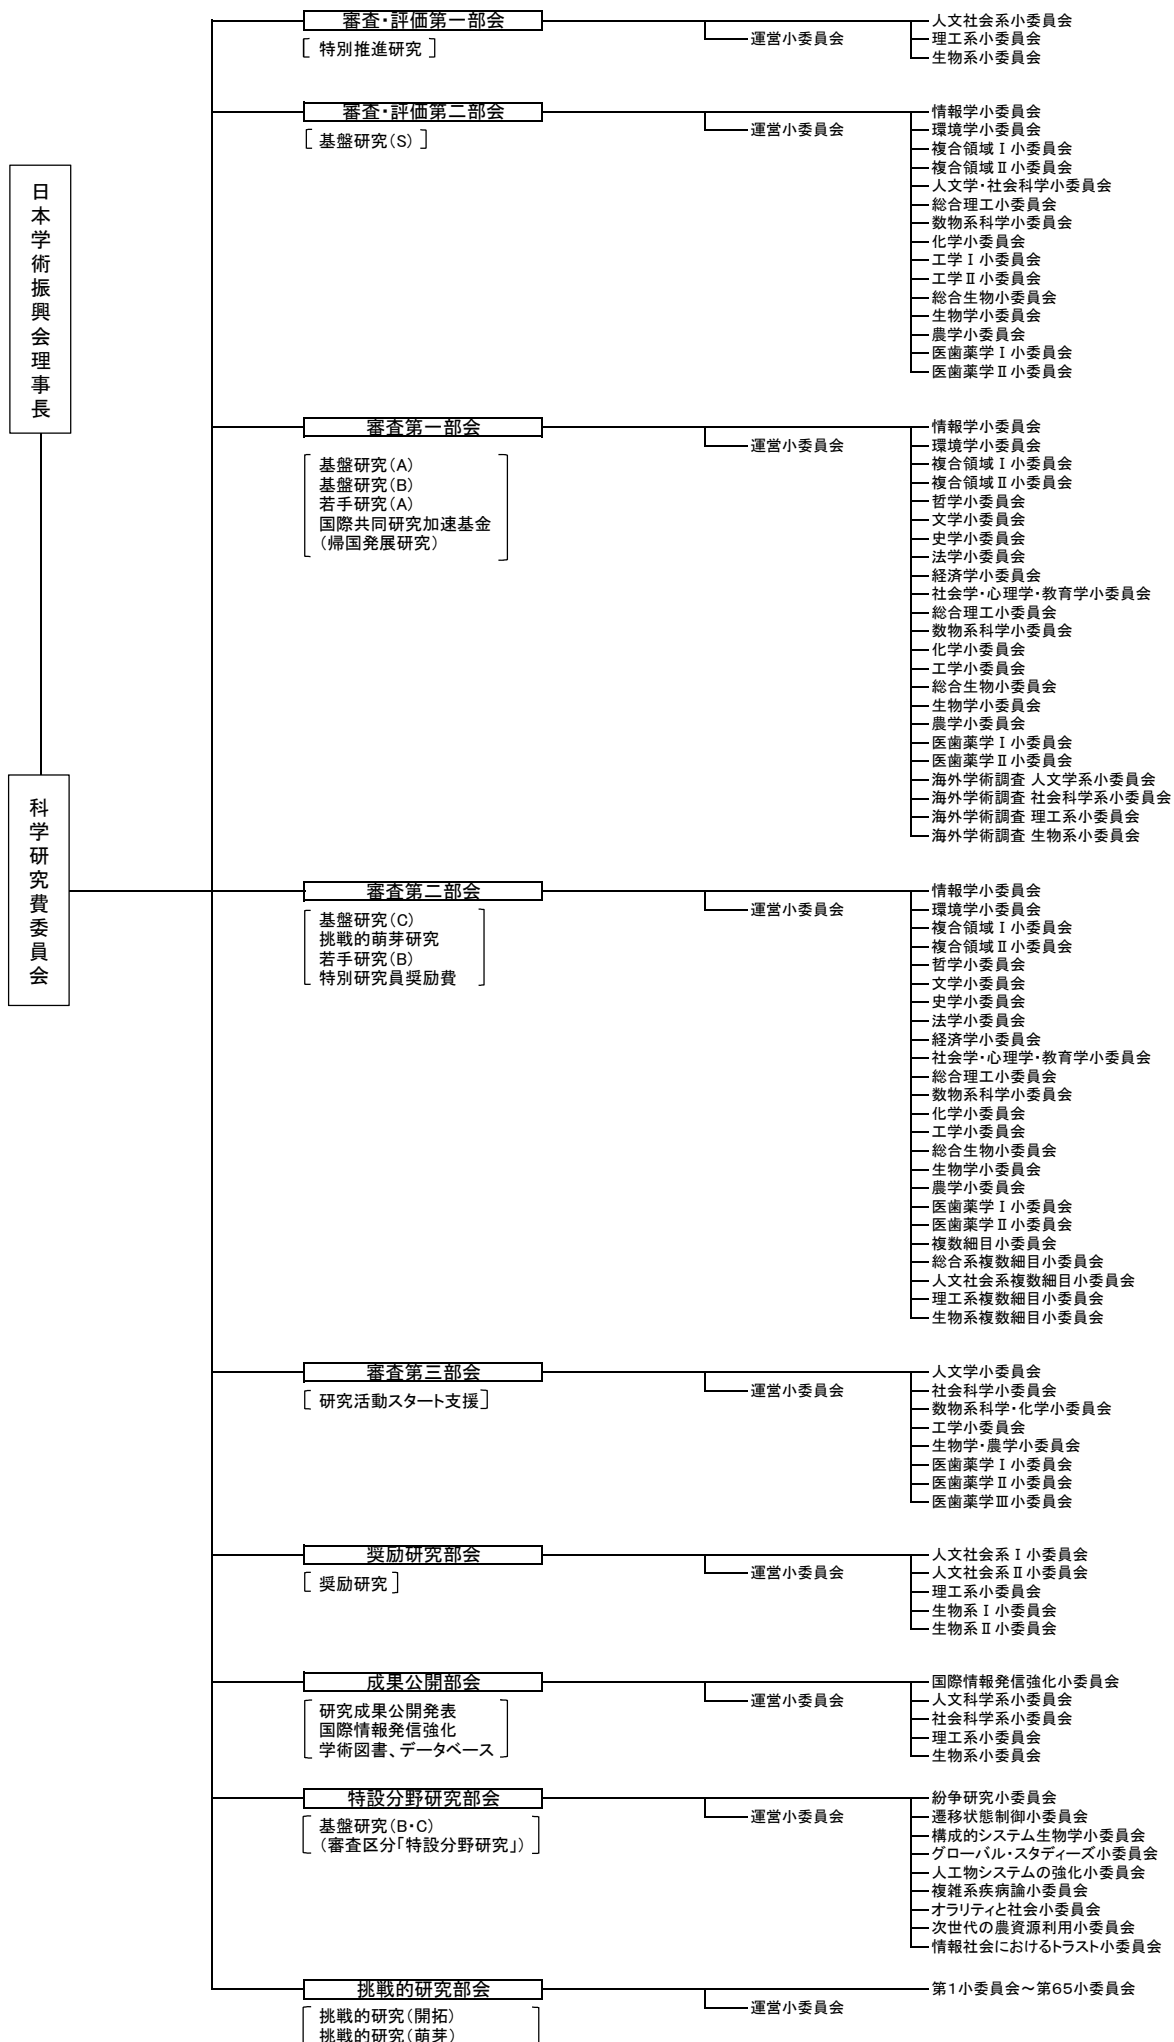 日本学術振興会理事長
科学研究費委員会
審査・評価第一部会
[ 特別推進研究 ]
運営小委員会
人文社会系小委員会
理工系小委員会
生物系小委員会
審査・評価第二部会
[ 基盤研究(S) ]
運営小委員会
情報学小委員会
環境学小委員会
複合領域Ⅰ小委員会
複合領域Ⅱ小委員会
人文学・社会科学小委員会
総合理工小委員会
数物系科学小委員会
化学小委員会
工学Ⅰ小委員会
工学Ⅱ小委員会
総合生物小委員会
生物学小委員会
農学小委員会
医歯薬学Ⅰ小委員会
医歯薬学Ⅱ小委員会
審査第一部会
基盤研究(A)
基盤研究(B)
若手研究(A)
国際共同研究加速基金
(帰国発展研究)
運営小委員会
情報学小委員会
環境学小委員会
複合領域Ⅰ小委員会
複合領域Ⅱ小委員会
哲学小委員会
文学小委員会
史学小委員会
法学小委員会
経済学小委員会
社会学・心理学・教育学小委員会
総合理工小委員会
数物系科学小委員会
化学小委員会
工学小委員会
総合生物小委員会
生物学小委員会
農学小委員会
医歯薬学Ⅰ小委員会
医歯薬学Ⅱ小委員会
海外学術調査 人文学系小委員会
海外学術調査 社会科学系小委員会
海外学術調査 理工系小委員会
海外学術調査 生物系小委員会
審査第二部会
基盤研究(C)
挑戦的萌芽研究
若手研究(B)
特別研究員奨励費
運営小委員会
情報学小委員会
環境学小委員会
複合領域Ⅰ小委員会
複合領域Ⅱ小委員会
哲学小委員会
文学小委員会
史学小委員会
法学小委員会
経済学小委員会
社会学・心理学・教育学小委員会
総合理工小委員会
数物系科学小委員会
化学小委員会
工学小委員会
総合生物小委員会
生物学小委員会
農学小委員会
医歯薬学Ⅰ小委員会
医歯薬学Ⅱ小委員会
複数細目小委員会
総合系複数細目小委員会
人文社会系複数細目小委員会
理工系複数細目小委員会
生物系複数細目小委員会
審査第三部会
[ 研究活動スタート支援]
運営小委員会
人文学小委員会
社会科学小委員会
数物系科学・化学小委員会
工学小委員会
生物学・農学小委員会
医歯薬学Ⅰ小委員会
医歯薬学Ⅱ小委員会
医歯薬学Ⅲ小委員会
奨励研究部会
[ 奨励研究 ]
運営小委員会
人文社会系Ⅰ小委員会
人文社会系Ⅱ小委員会
理工系小委員会
生物系Ⅰ小委員会
生物系Ⅱ小委員会
成果公開部会
研究成果公開発表
国際情報発信強化
学術図書、データベース
運営小委員会
国際情報発信強化小委員会
人文科学系小委員会
社会科学系小委員会
理工系小委員会
生物系小委員会
特設分野研究部会
基盤研究(B・C)
(審査区分「特設分野研究」)
運営小委員会
紛争研究小委員会
遷移状態制御小委員会
構成的システム生物学小委員会
グローバル・スタディーズ小委員会
人工物システムの強化小委員会
複雑系疾病論小委員会
オラリティと社会小委員会
次世代の農資源利用小委員会
情報社会におけるトラスト小委員会
挑戦的研究部会
挑戦的研究(開拓)
挑戦的研究(萌芽)
運営小委員会
第1小委員会～第65小委員会